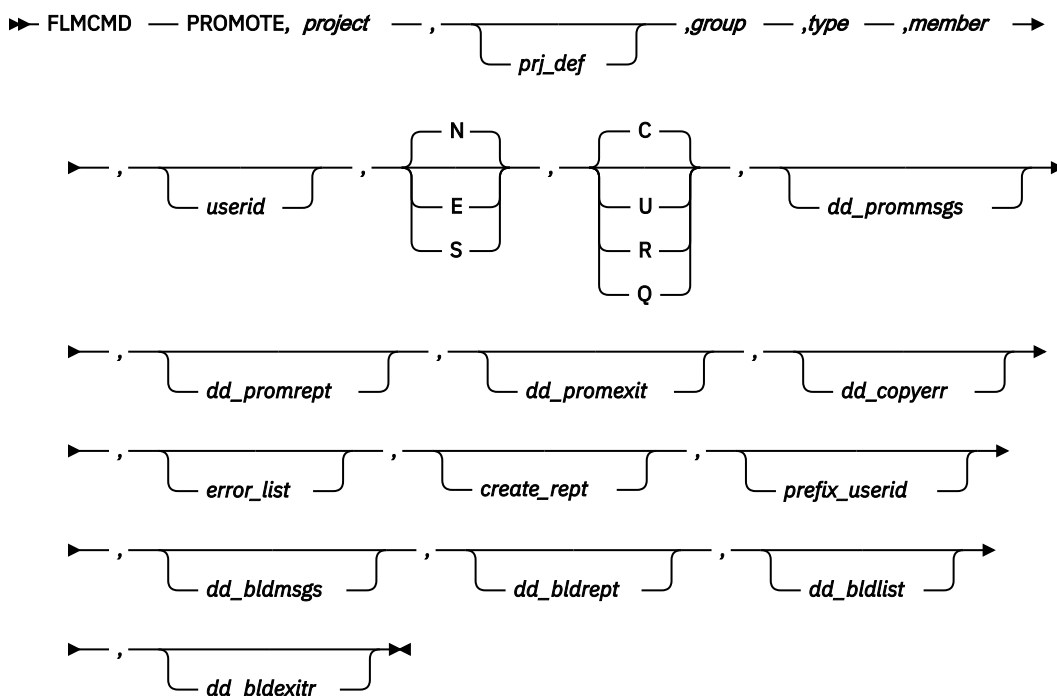 FLMCMD PROMOTE, project , ,group ,type ,member
prj_def
N C
, , , ,
userid E U dd_prommsgs
S R
Q
, , , ,
dd_promrept dd_promexit dd_copyerr
, , ,
error_list create_rept prefix_userid
, , ,
dd_bldmsgs dd_bldrept dd_bldlist
,
dd_bldexitr